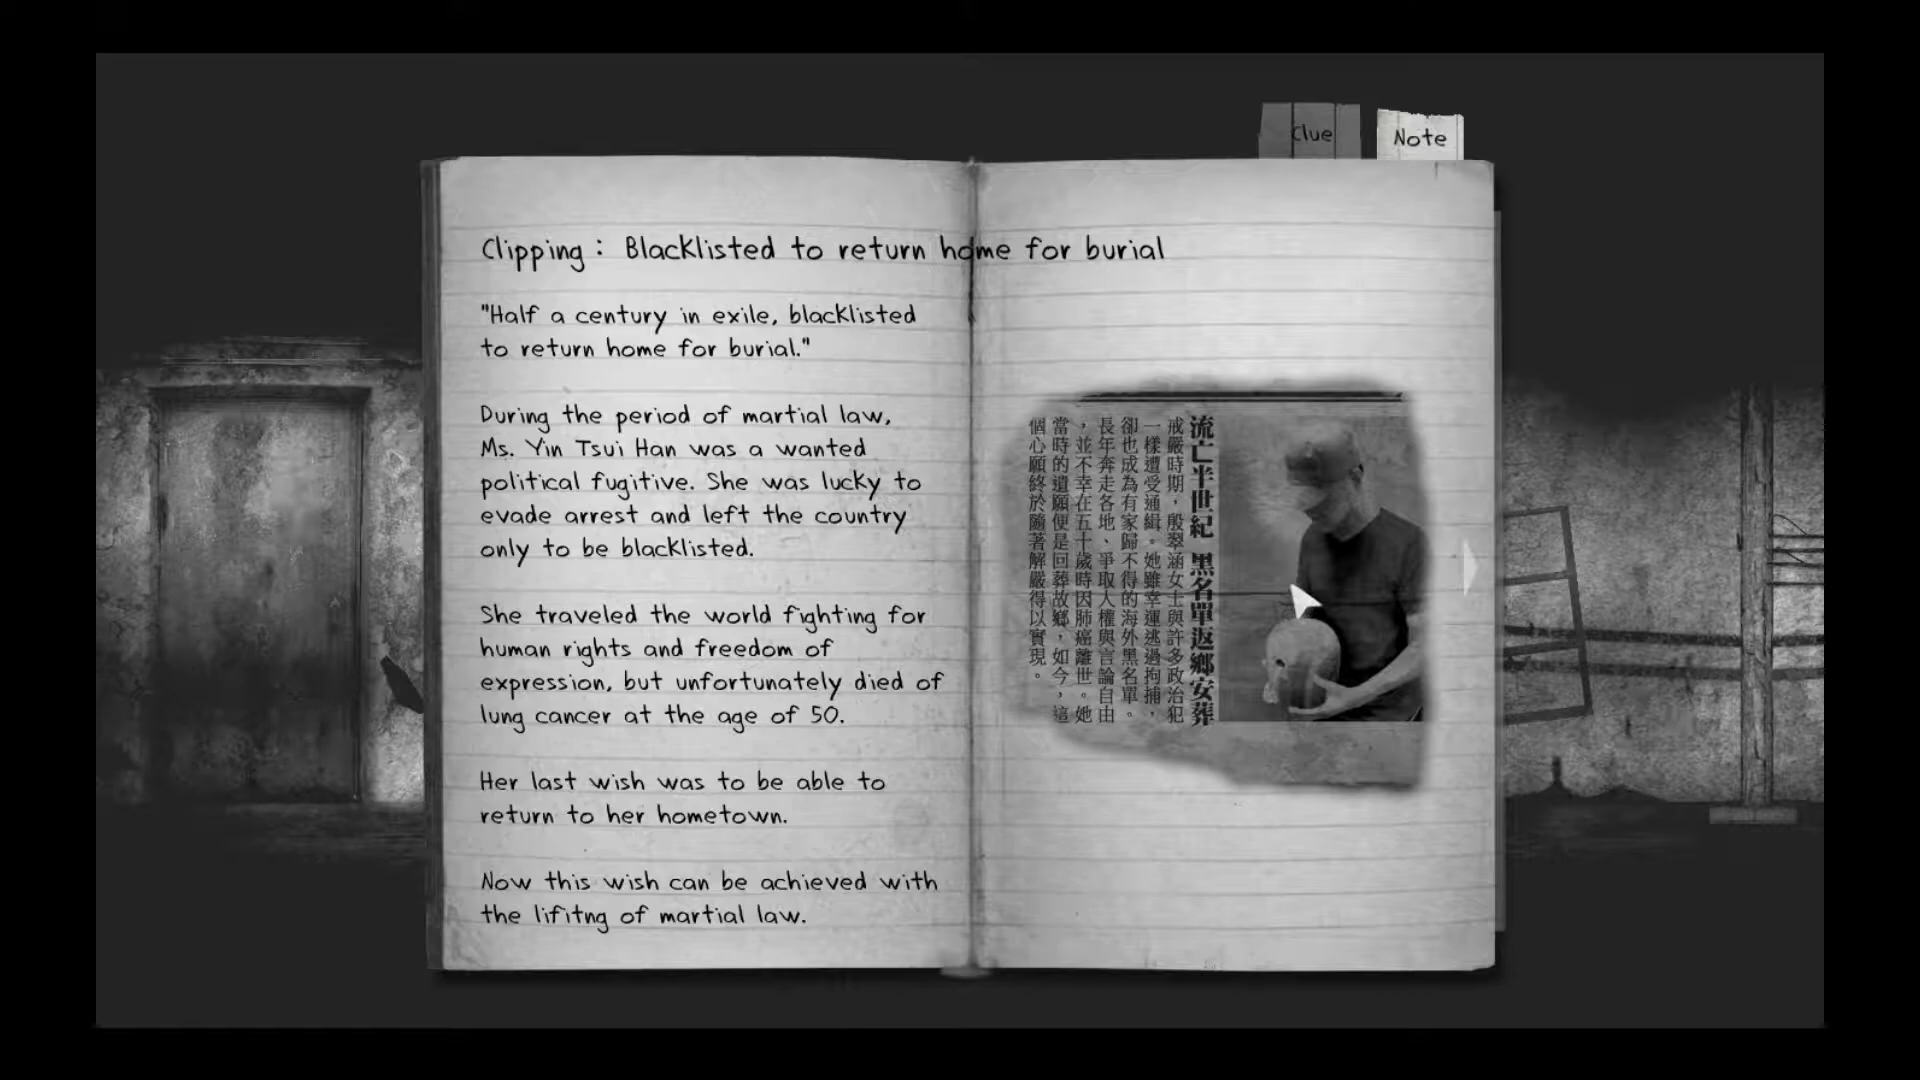 Clue
Note
Clipping : Blacklisted to return home for burial
"Half a century in exile, blacklisted
to return home for burial."
During the period of martial law,
Ms. Yin Tsui Han was a wanted
political fugitive. She was lucky to
evade arrest and left the country
only to be blacklisted.
She traveled the world fighting for
human rights and freedom of
expression, but unfortunately died of
lung cancer at the age of 50.
Her last wish was to be able to
return to her hometown.
Now this wish can be achieved with
the lifitng of martial law.
流亡半世紀 黑名單返鄉安葬
戒嚴時期，殷翠涵女士與許多政治犯
一樣遭受通緝。她雖幸運逃過拘捕，
卻也成為有家歸不得的海外黑名單。
長年奔走各地、爭取人權與言論自由
，並不幸在五十歲時因肺癌離世。她
當時的遺願便是回葬故鄉，如今，這
個心願終於隨著解嚴得以實現。